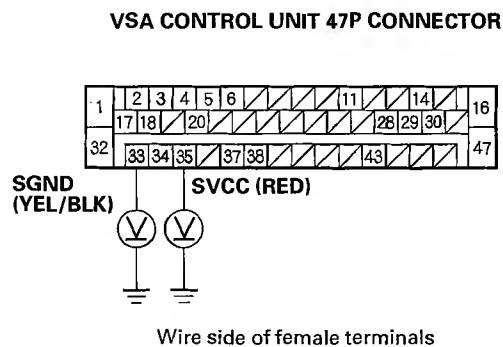 VSA CONTROL UNIT 47P CONNECTOR
1 2 3 4 5 6 11 14 16
17 18 20 28 29 30
32 33 34 35 37 38 43 47
SGND
(YEL/BLK)
SVCC (RED)
V V
Wire side of female terminals